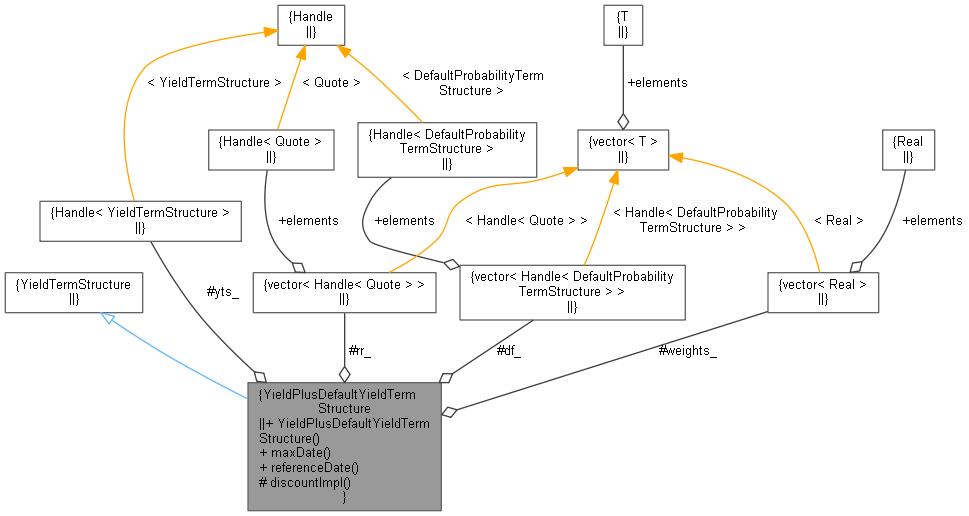 {Handle
||}
{T
||}
< YieldTermStructure >
< Quote >
< DefaultProbabilityTerm
Structure >
+elements
{Handle< Quote >
||}
{Handle< DefaultProbability
TermStructure >
||}
{vector< T >
||}
{Real
||}
{Handle< YieldTermStructure >
||}
+elements
+elements
< Handle< Quote > >
< Handle< DefaultProbability
TermStructure > >
< Real >
+elements
{YieldTermStructure
||}
#yts_
{vector< Handle< Quote > >
||}
{vector< Handle< DefaultProbability
TermStructure > >
||}
{vector< Real >
||}
#rr_
#df_
#weights_
{YieldPlusDefaultYieldTerm
Structure
||+ YieldPlusDefaultYieldTerm
Structure()
+ maxDate()
+ referenceDate()
# discountImpl()
}